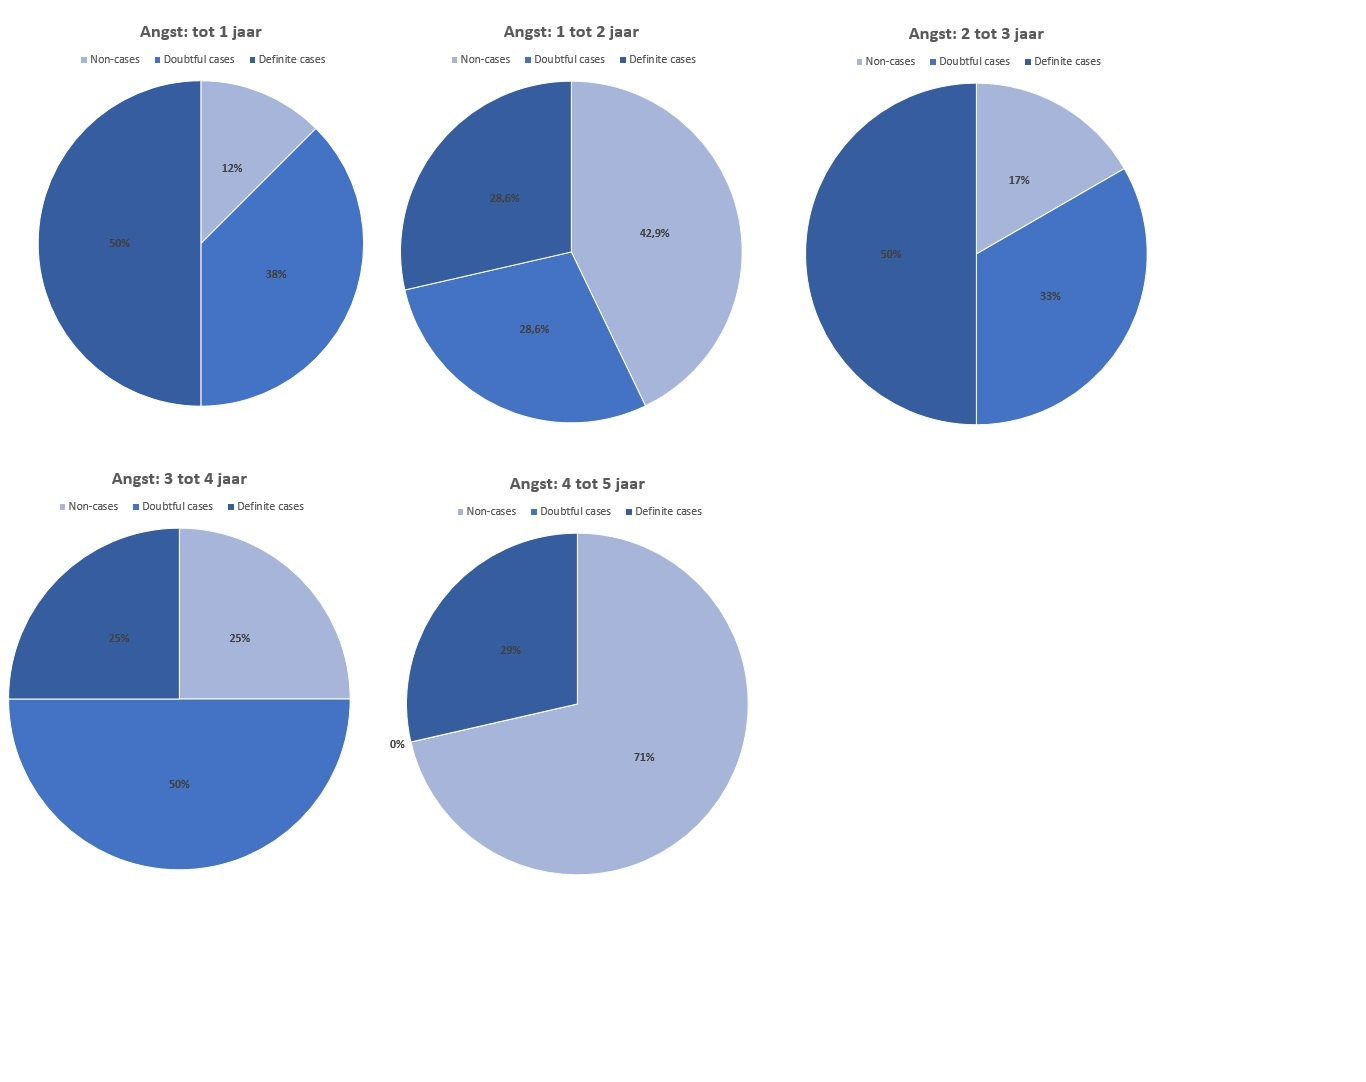 Angst: tot 1 jaar
Non-cases Doubtful cases Definite cases
12%
50%
38%
Angst: 1 tot 2 jaar
Non-cases Doubtful cases Definite cases
28,6%
42,9%
28,6%
Angst: 2 tot 3 jaar
Non-cases Doubtful cases Definite cases
17%
50%
33%
Angst: 3 tot 4 jaar
Non-cases Doubtful cases Definite cases
25% 25%
50%
Angst: 4 tot 5 jaar
Non-cases Doubtful cases Definite cases
29%
0%
71%